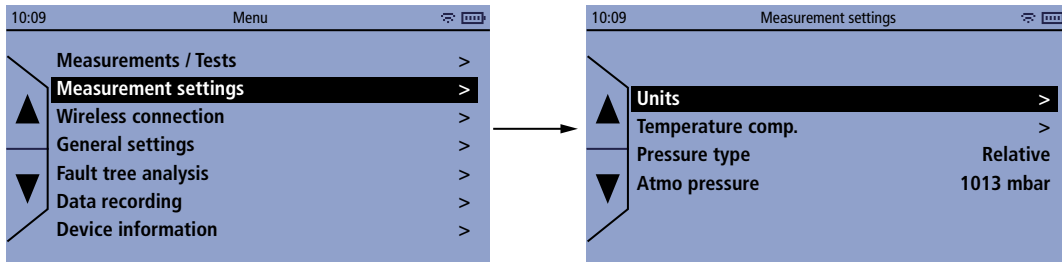 10:09 Menu
Measurements / Tests >
Measurement settings >
Wireless connection >
General settings >
Fault tree analysis >
Data recording >
Device information >
10:09 Measurement settings
Units >
Temperature comp. >
Pressure type Relative
Atmo pressure 1013 mbar